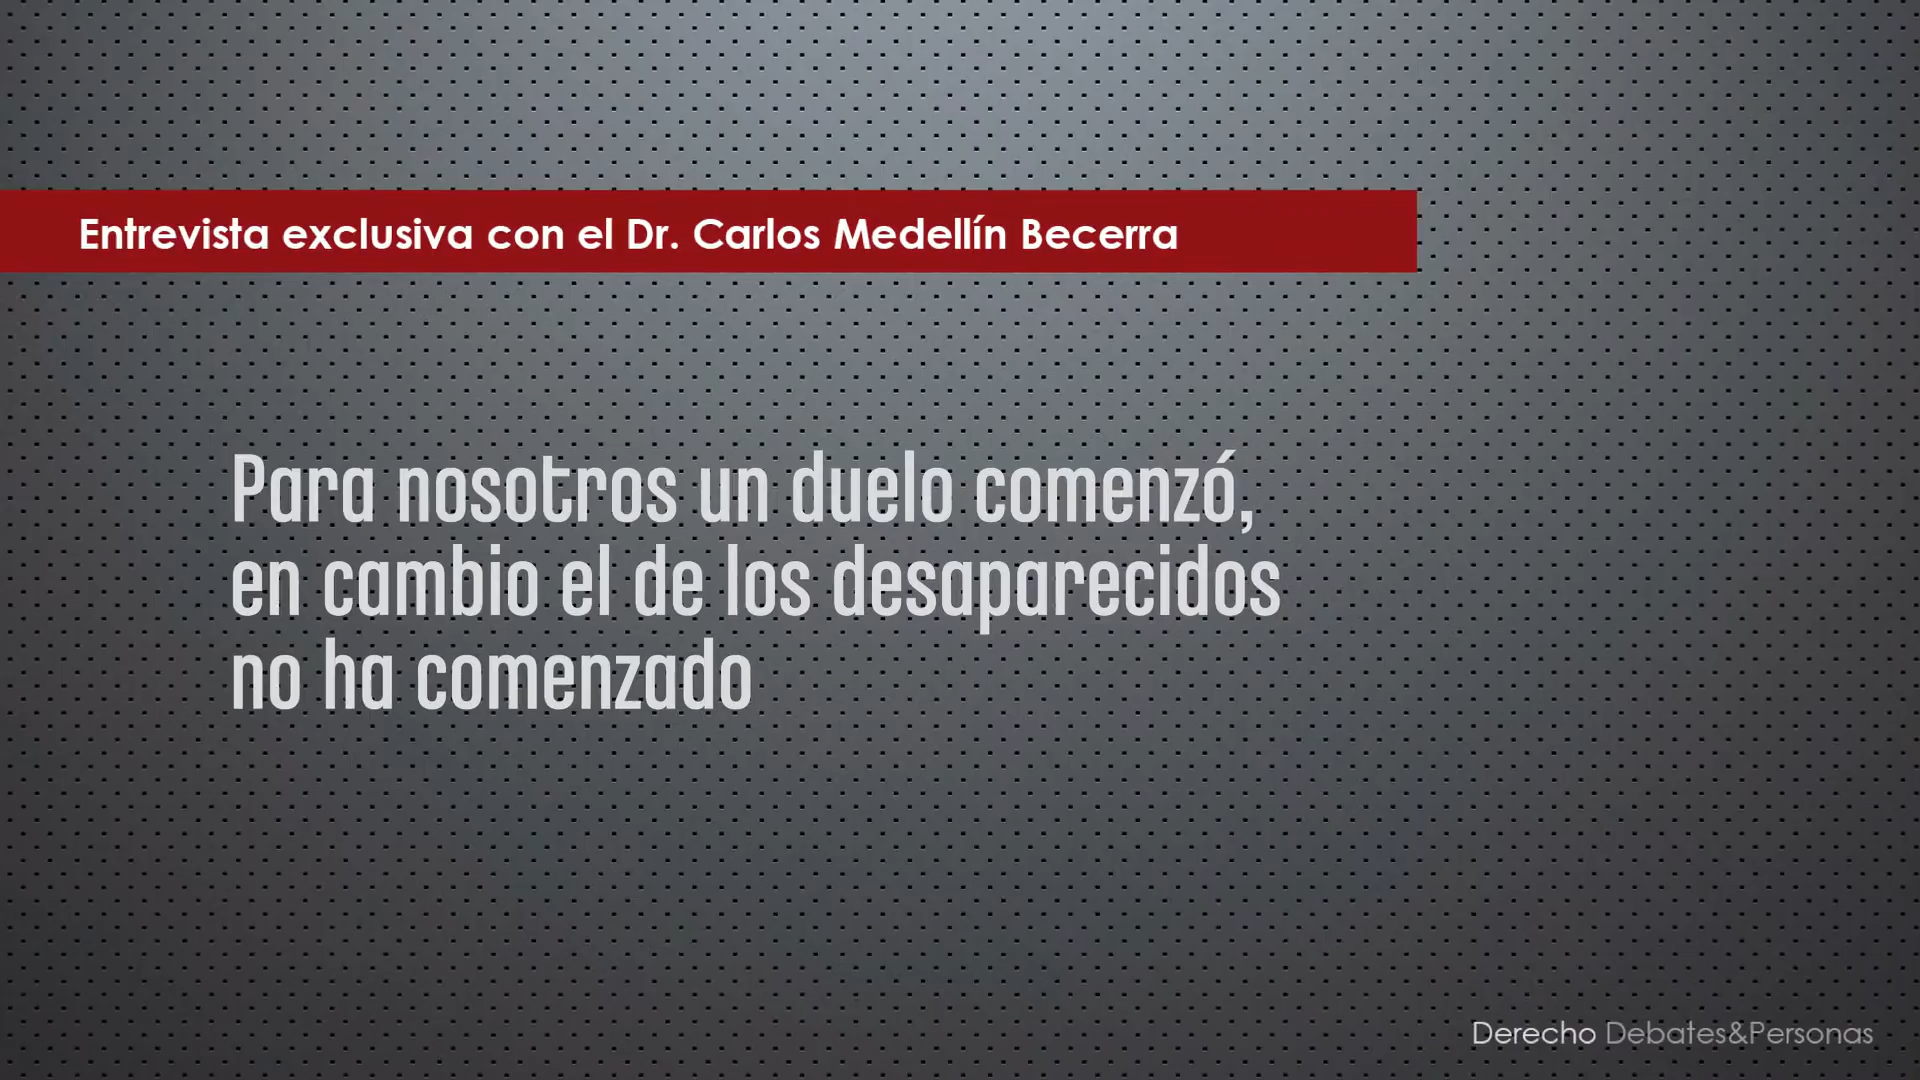 Entrevista exclusiva con el Dr. Carlos Medellín Becerra
Para nosotros un duelo comenzó,
en cambio el de los desaparecidos
no ha comenzado
Derecho Debates&Personas